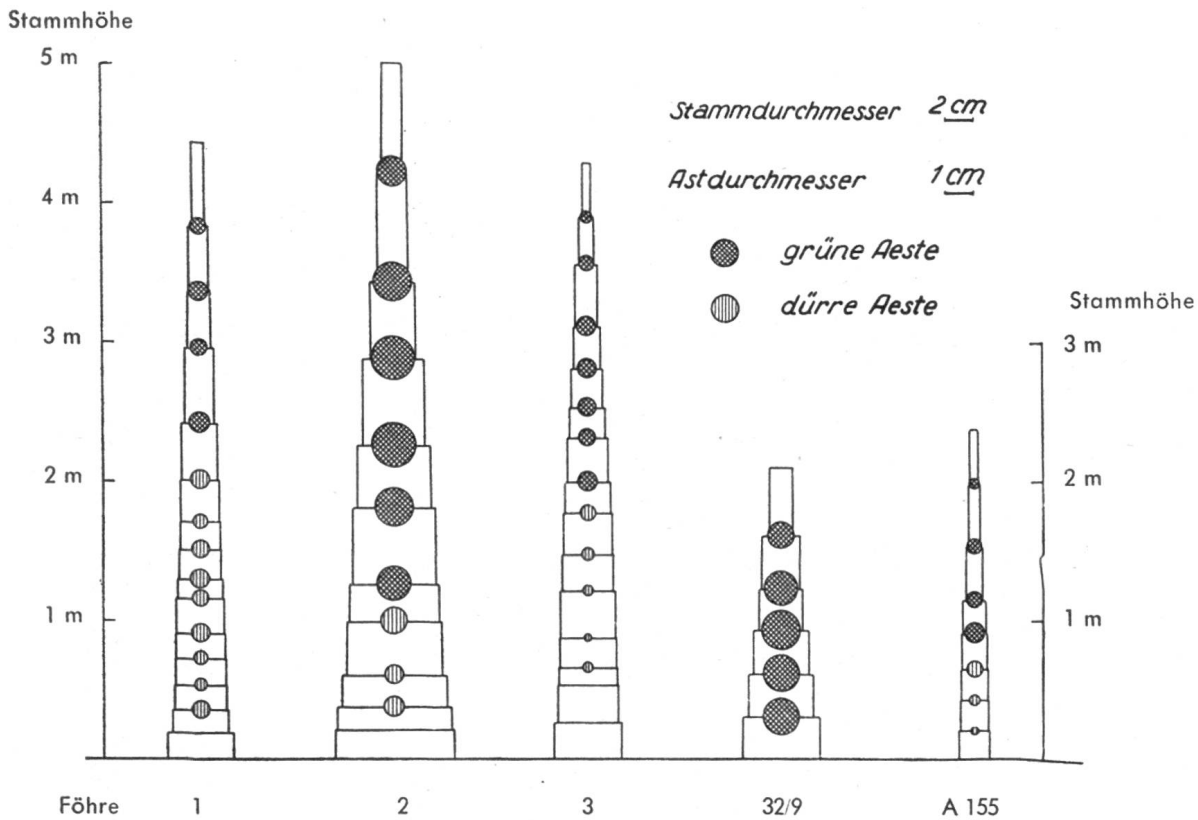 Stammhöhe
5 m
4 m
3 m
2 m
1 m
Stammdurchmesser 2 cm
Astdurchmesser 1 cm
grüne Aeste
dürre Aeste
Stammhöhe
3 m
2 m
1 m
Föhre 1 2 3 32/9 A 155